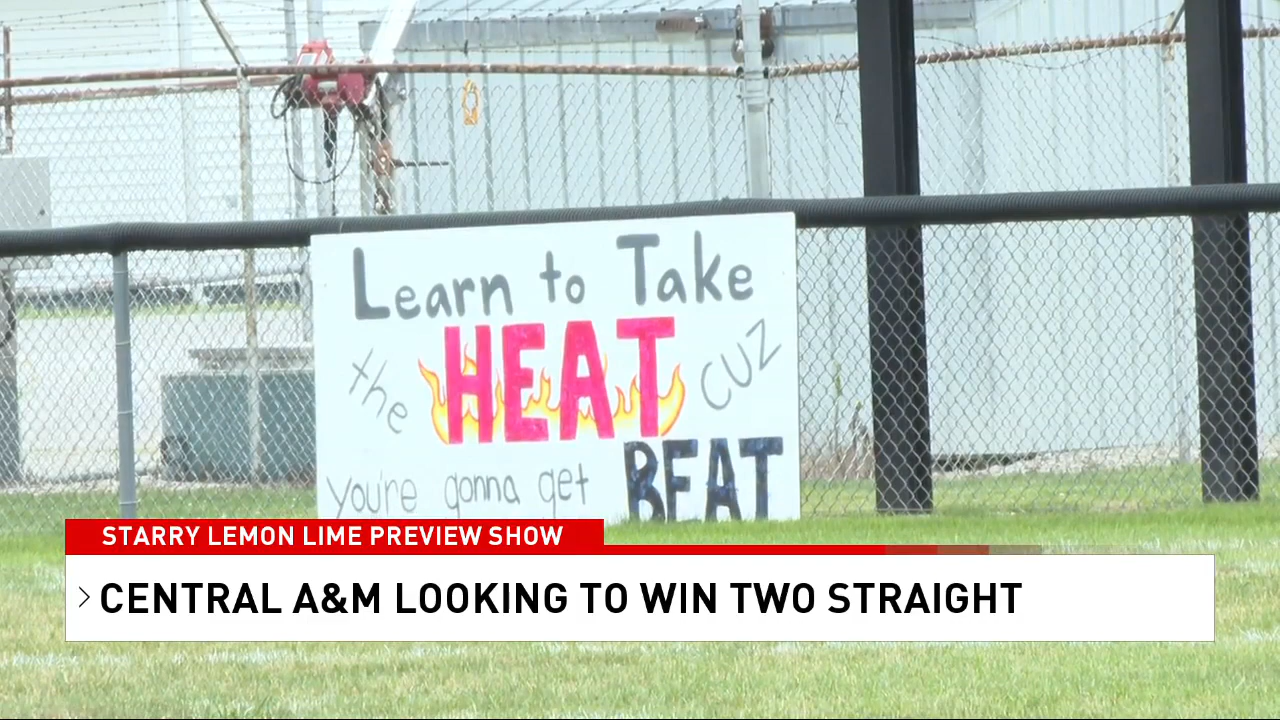 Learn to Take
the HEAT CUZ
you're gonna get BEAT
STARRY LEMON LIME PREVIEW SHOW
CENTRAL A&M LOOKING TO WIN TWO STRAIGHT